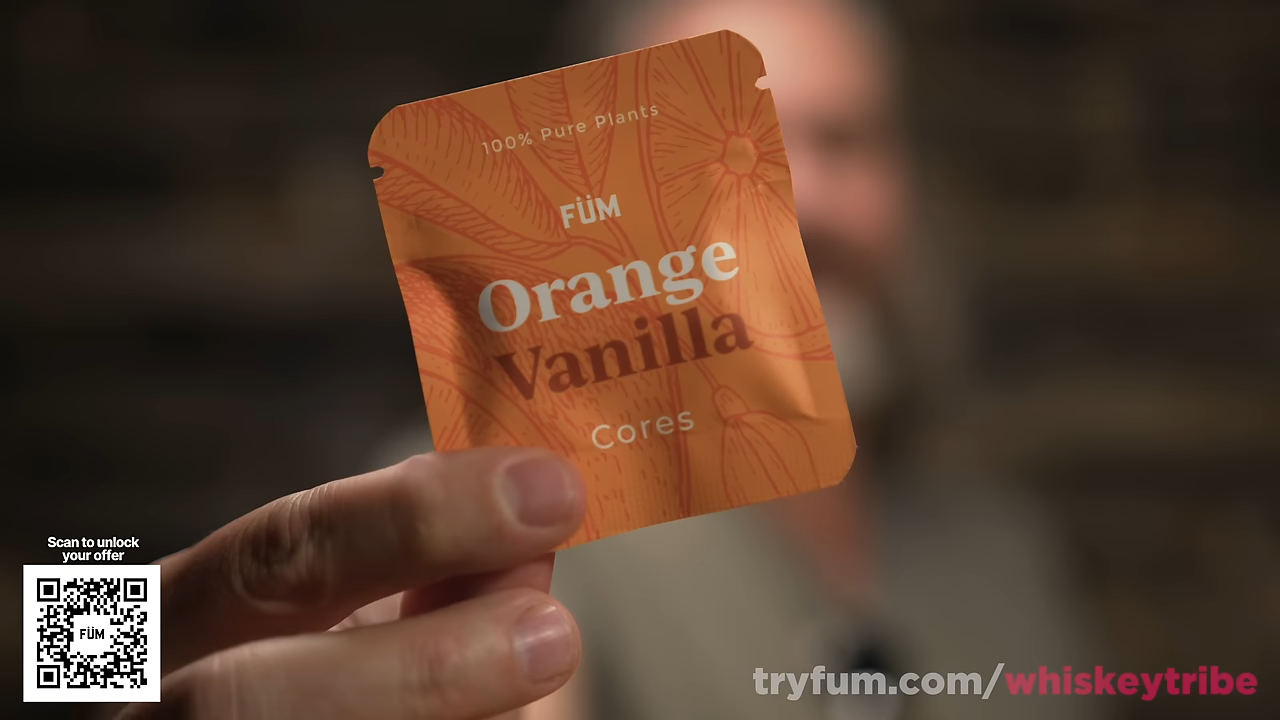 100% Pure Plants
FÜM
Orange
Vanilla
Cores
Scan to unlock
your offer
FÜM
tryfum.com/whiskeytribe